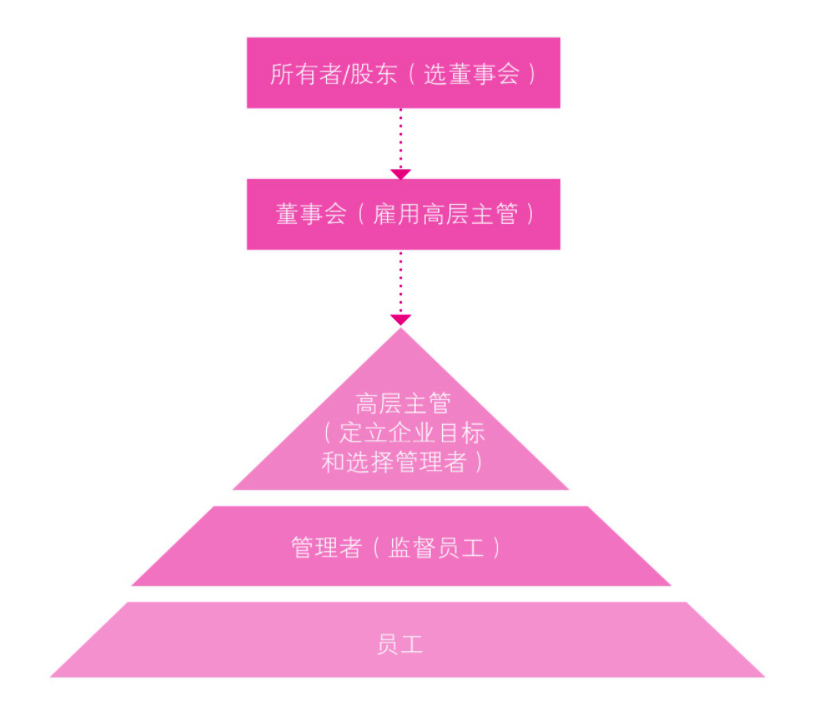 所有者/股东（选董事会）
董事会（雇用高层主管）
高层主管
（定立企业目标
和选择管理者）
管理者（监督员工）
员工